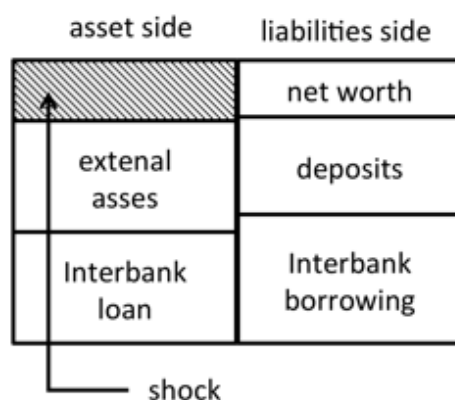 asset side
liabilities side
net worth
extenal
asses
deposits
Interbank
loan
Interbank
borrowing
shock